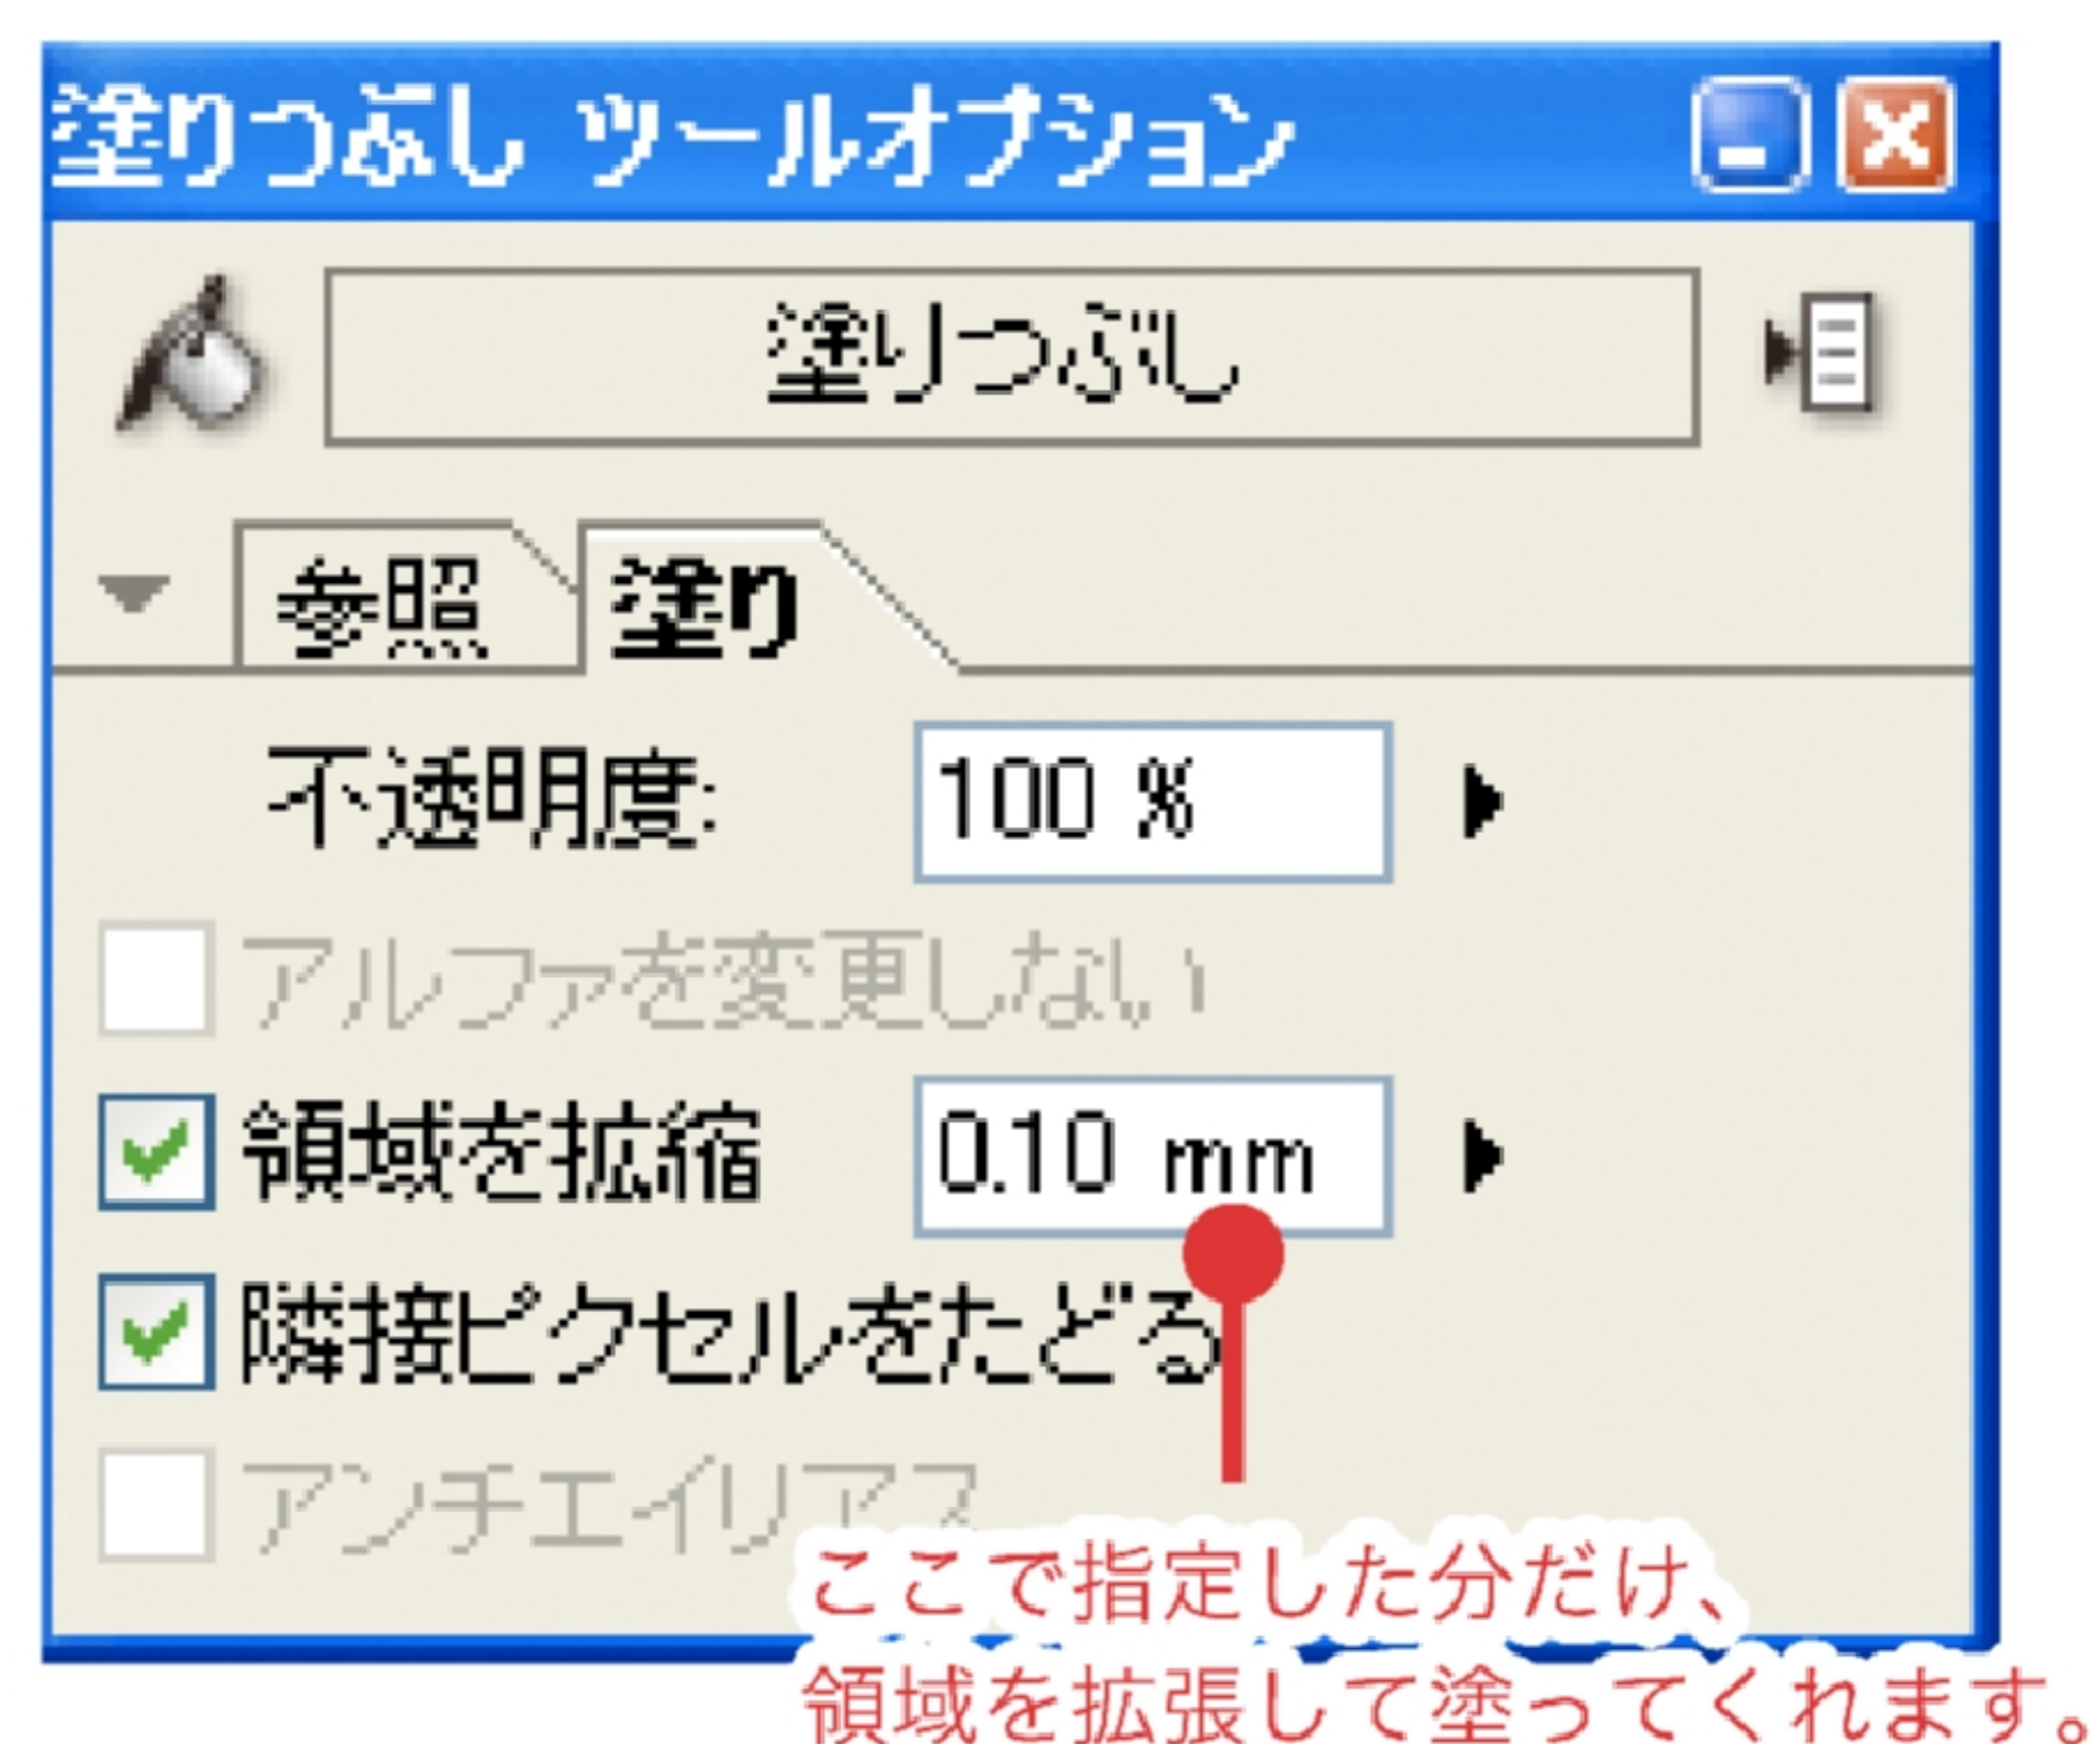 塗りつぶし ツールオプション
塗りつぶし
参照 塗り
不透明度: 100 %
アルファを変更しない
領域を拡縮 0.10 mm
隣接ピクセルをたどる
アンチエイリアス
ここで指定した分だけ、
領域を拡張して塗ってくれます。